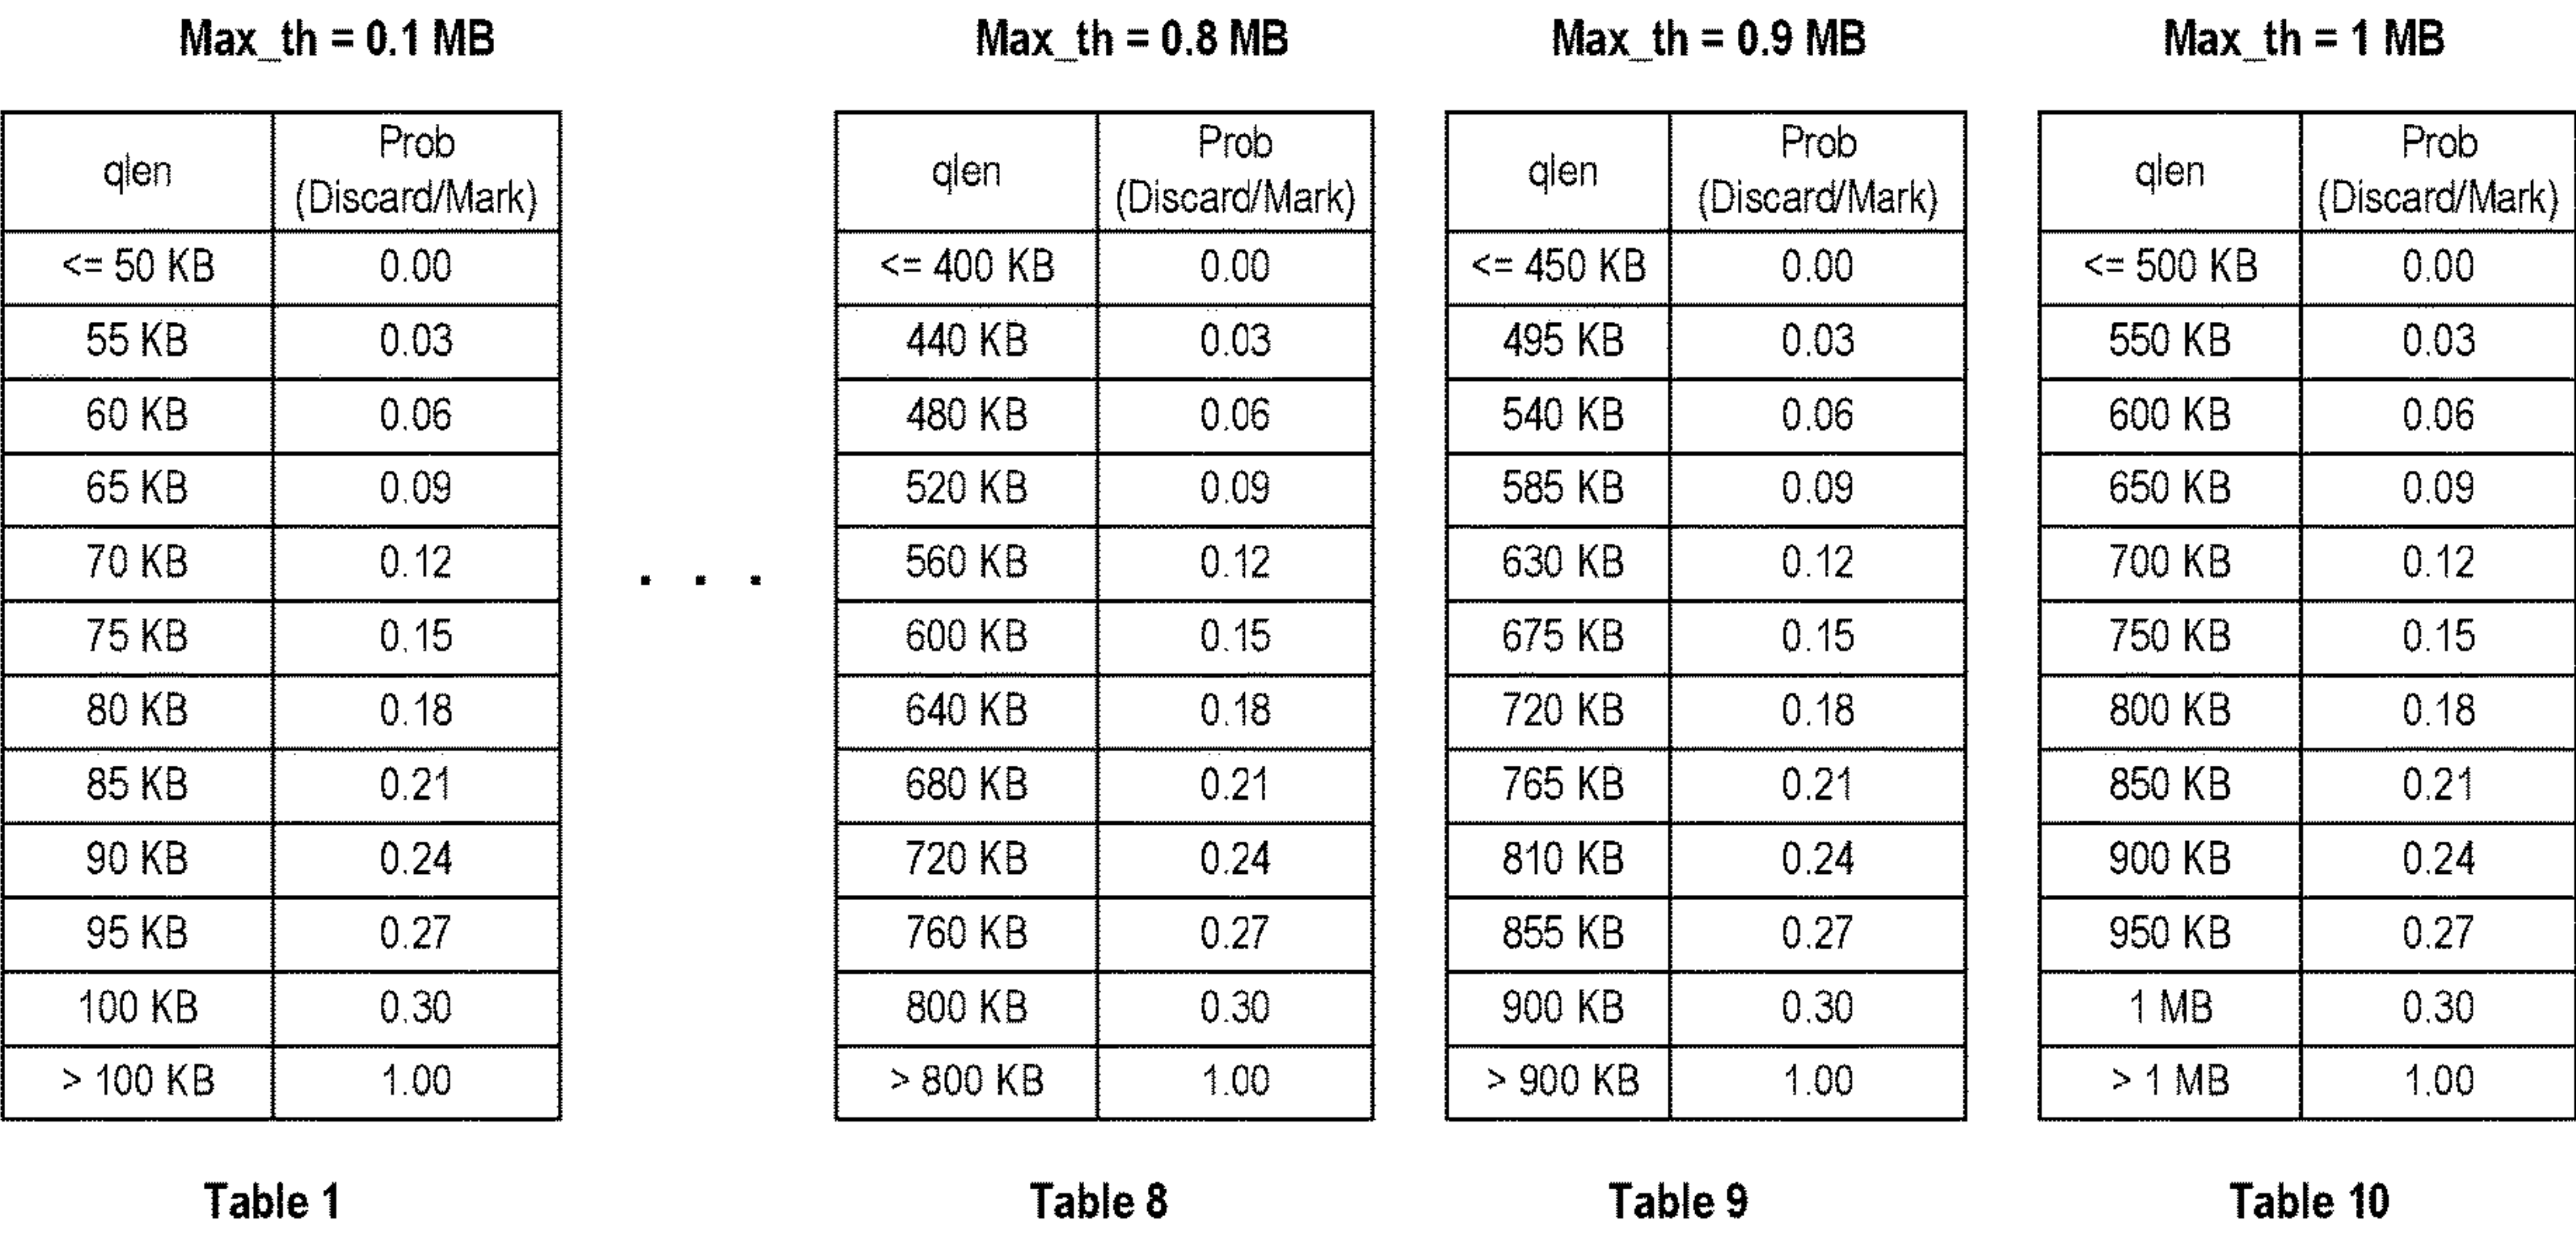 Max_th = 0.1 MB Max_th = 0.8 MB Max_th = 0.9 MB Max_th = 1 MB
qlen Prob (Discard/Mark) qlen Prob (Discard/Mark) qlen Prob (Discard/Mark) qlen Prob (Discard/Mark)
<= 50 KB 0.00 <= 400 KB 0.00 <= 450 KB 0.00 <= 500 KB 0.00
55 KB 0.03 440 KB 0.03 495 KB 0.03 550 KB 0.03
60 KB 0.06 480 KB 0.06 540 KB 0.06 600 KB 0.06
65 KB 0.09 520 KB 0.09 585 KB 0.09 650 KB 0.09
70 KB 0.12 . . . 560 KB 0.12 630 KB 0.12 700 KB 0.12
75 KB 0.15 600 KB 0.15 675 KB 0.15 750 KB 0.15
80 KB 0.18 640 KB 0.18 720 KB 0.18 800 KB 0.18
85 KB 0.21 680 KB 0.21 765 KB 0.21 850 KB 0.21
90 KB 0.24 720 KB 0.24 810 KB 0.24 900 KB 0.24
95 KB 0.27 760 KB 0.27 855 KB 0.27 950 KB 0.27
100 KB 0.30 800 KB 0.30 900 KB 0.30 1 MB 0.30
> 100 KB 1.00 > 800 KB 1.00 > 900 KB 1.00 > 1 MB 1.00
Table 1 Table 8 Table 9 Table 10